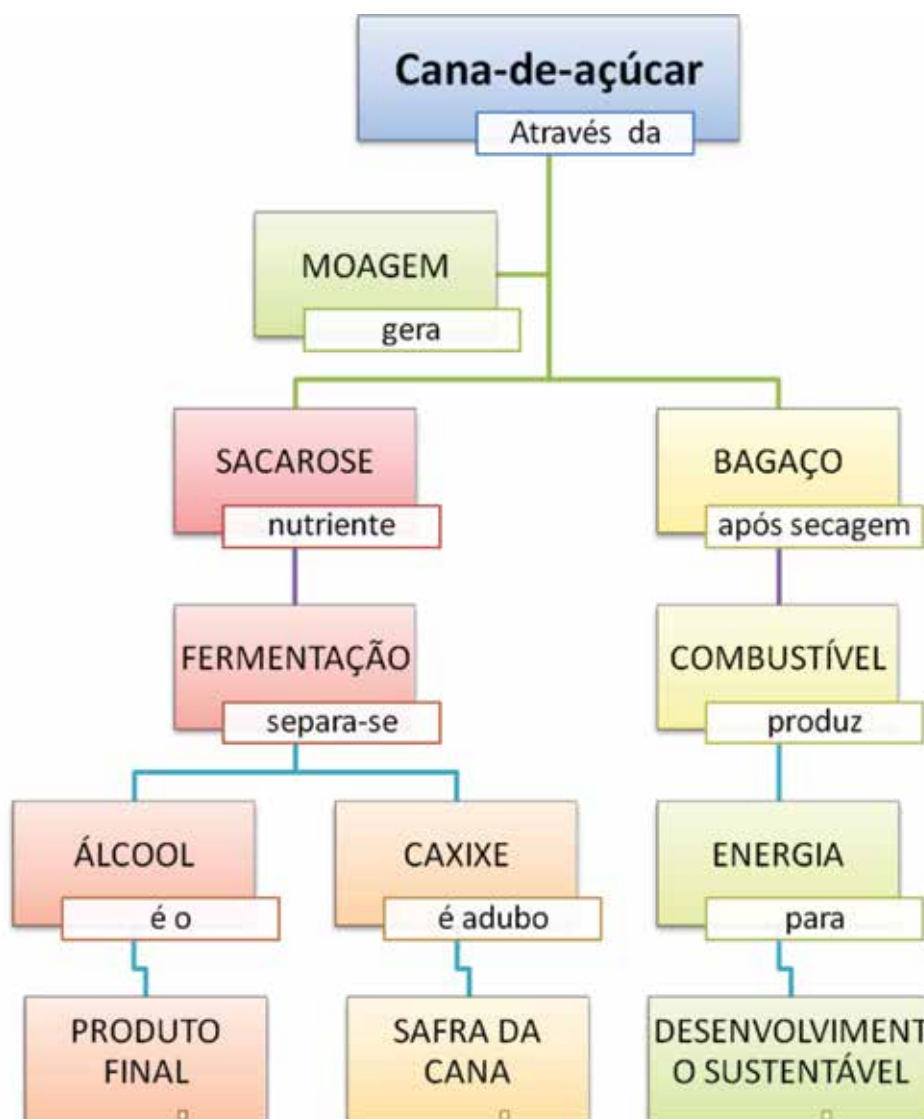 Cana-de-açúcar
Através da
MOAGEM
gera
SACAROSE
nutriente
BAGAÇO
após secagem
FERMENTAÇÃO
separa-se
COMBUSTÍVEL
produz
ÁLCOOL
é o
CAXIXE
é adubo
ENERGIA
para
PRODUTO
FINAL
SAFRA DA
CANA
DESENVOLVIMENT
O SUSTENTÁVEL